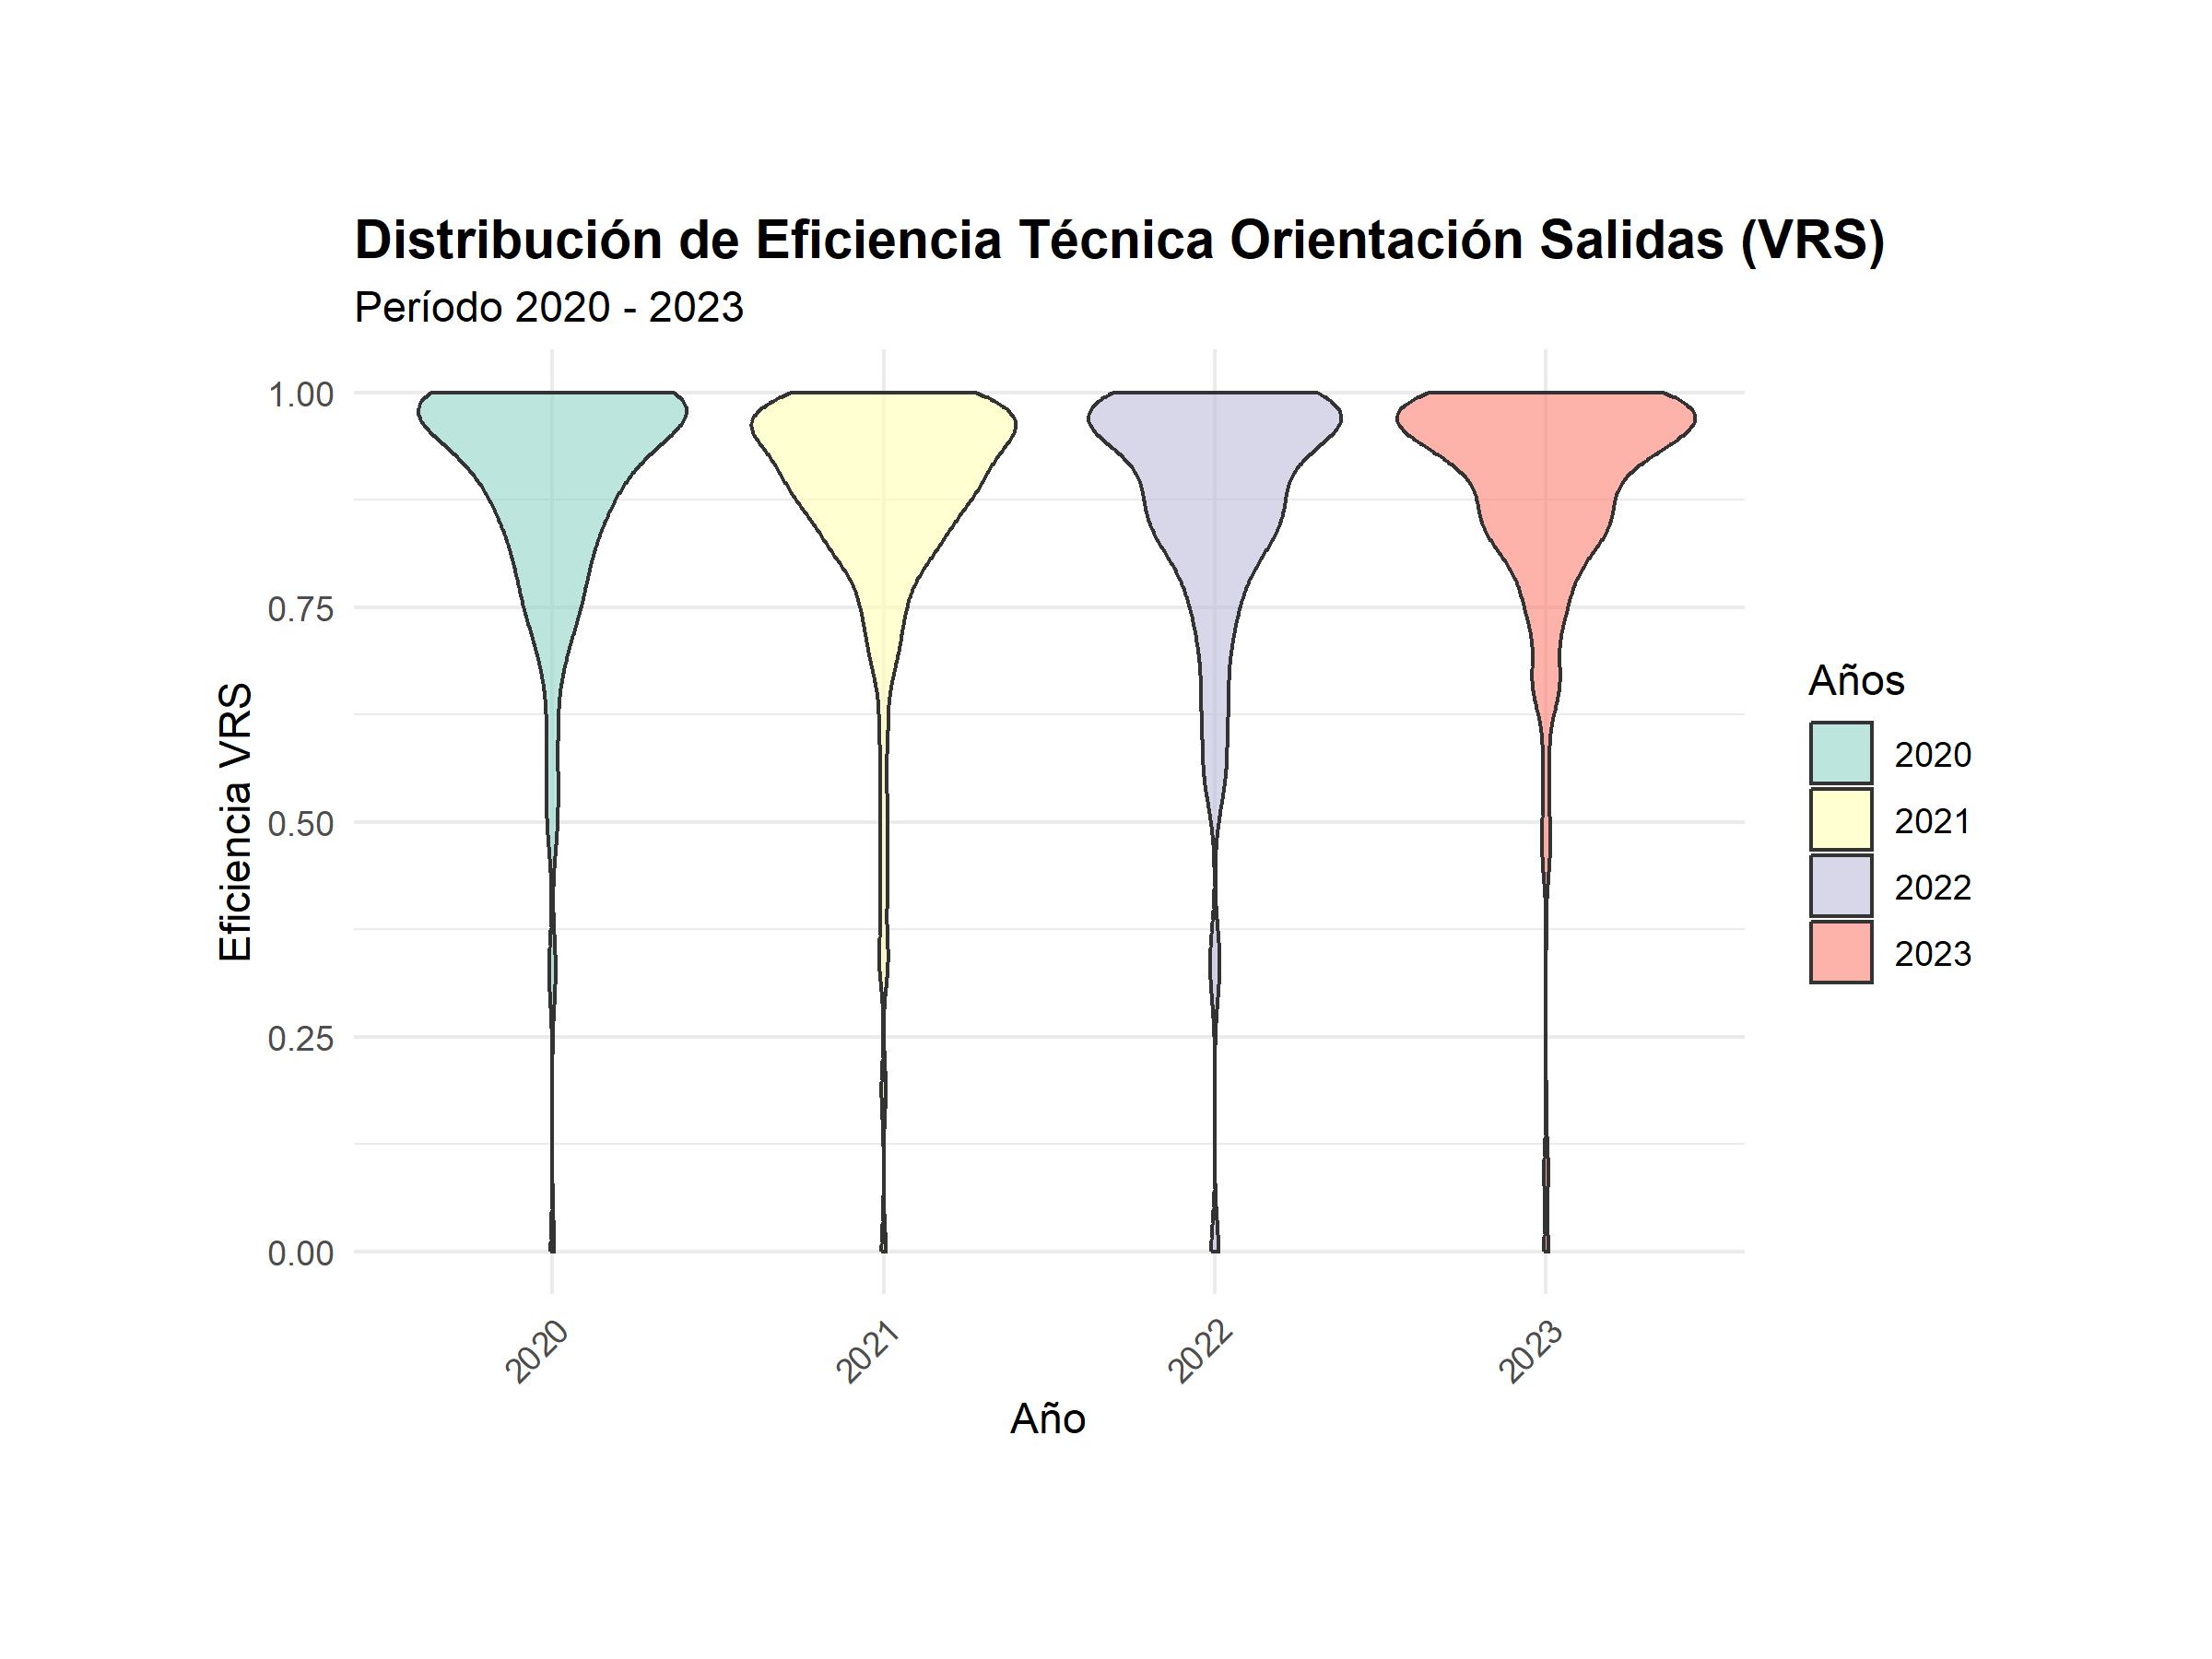 Distribución de Eficiencia Técnica Orientación Salidas (VRS)
Período 2020 - 2023
Eficiencia VRS
1.00
0.75
0.50
0.25
0.00
2020
2021
2022
2023
Año
Años
2020
2021
2022
2023